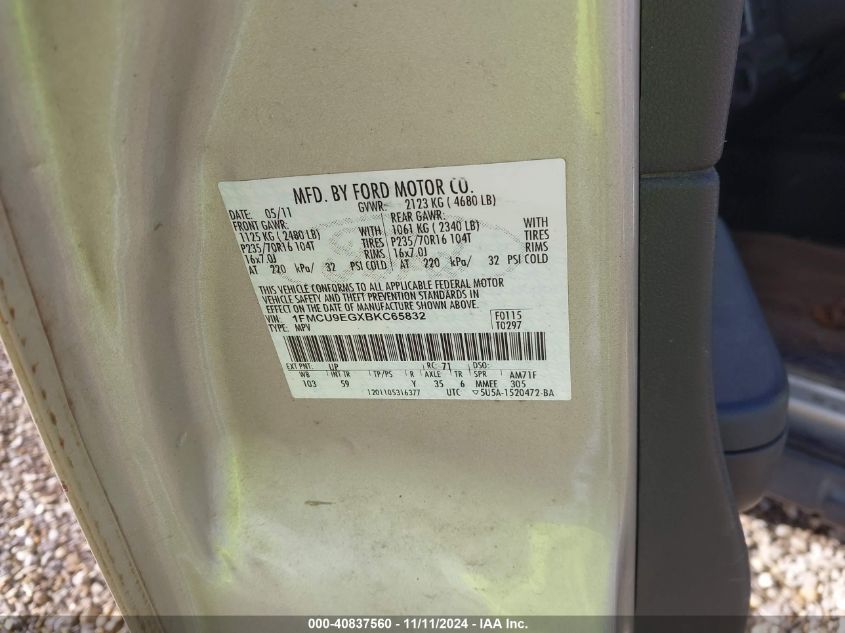 MFD. BY FORD MOTOR CO.
DATE: 05/11 GVWR: 2123 KG ( 4680 LB)
FRONT GAWR: REAR GAWR:
1125 KG ( 2480 LB) WITH 1061 KG ( 2340 LB) WITH
P235/70R16 104T TIRES P235/70R16 104T TIRES
16x7.0J RIMS 16x7.0J RIMS
AT 220 kPa/ 32 PSI COLD AT 220 kPa/ 32 PSI COLD
THIS VEHICLE CONFORMS TO ALL APPLICABLE FEDERAL MOTOR
VEHICLE SAFETY AND THEFT PREVENTION STANDARDS IN
EFFECT ON THE DATE OF MANUFACTURE SHOWN ABOVE.
VIN: 1FMCU9EGXBKC65832 F0115
TYPE: MPV T0297
EXT PNT: UP RC: 71 DSO:
WB INT TR TP/PS R AXLE TR SPR AM71F
103 59 Y 35 6 MMEE 305
1201105316377 UTC ▽5U5A-1520472-BA
000-40837560 - 11/11/2024 - IAA Inc.